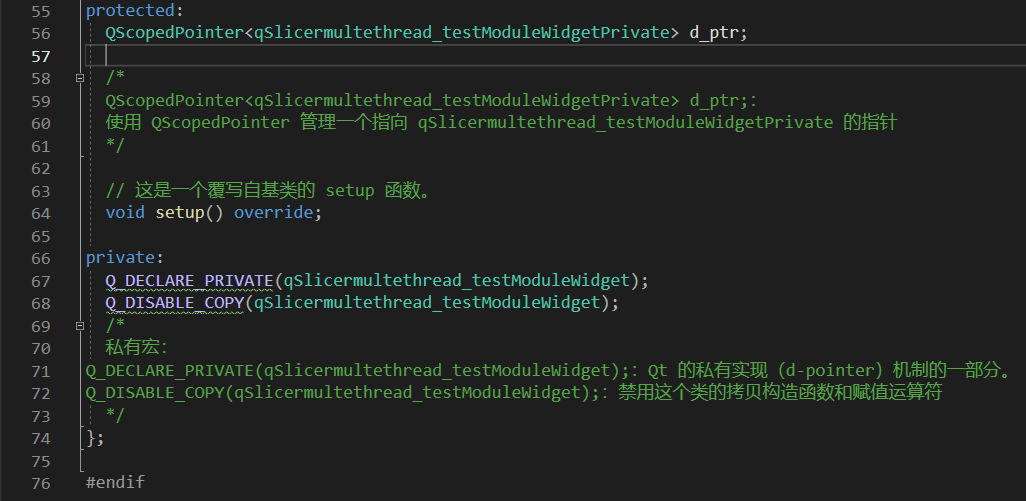 55 protected:
56 QScopedPointer<qSlicermultethread_testModuleWidgetPrivate> d_ptr;
57
58 /*
59 QScopedPointer<qSlicermultethread_testModuleWidgetPrivate> d_ptr;：
60 使用 QScopedPointer 管理一个指向 qSlicermultethread_testModuleWidgetPrivate 的指针
61 */
62
63 // 这是一个覆写自基类的 setup 函数。
64 void setup() override;
65
66 private:
67 Q_DECLARE_PRIVATE(qSlicermultethread_testModuleWidget);
68 Q_DISABLE_COPY(qSlicermultethread_testModuleWidget);
69 /*
70 私有宏：
71 Q_DECLARE_PRIVATE(qSlicermultethread_testModuleWidget);：Qt 的私有实现（d-pointer）机制的一部分。
72 Q_DISABLE_COPY(qSlicermultethread_testModuleWidget);：禁用这个类的拷贝构造函数和赋值运算符
73 */
74 };
75
76 #endif